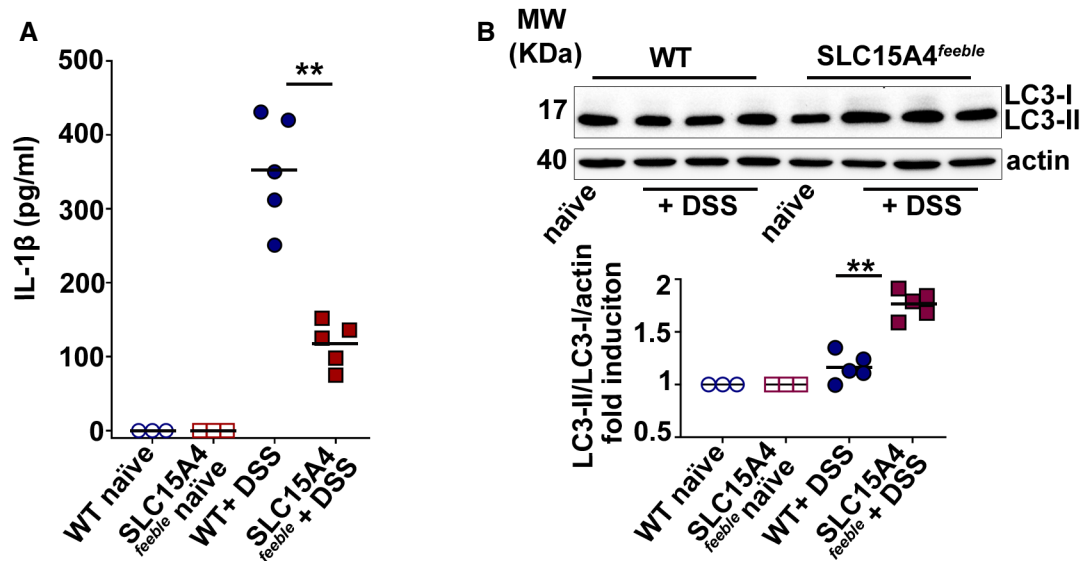 A
IL-1β (pg/ml)
500
400
300
200
100
0
**
WT naïve
SLC15A4
feeble naïve
WT+ DSS
SLC15A4
feeble + DSS
B
MW
(KDa)
WT
SLC15A4feeble
17
LC3-I
LC3-II
40
actin
naïve
+ DSS
naïve
+ DSS
LC3-II/LC3-I/actin
fold induciton
2
1.5
1
0.5
**
WT naïve
SLC15A4
feeble naïve
WT+ DSS
SLC15A4
feeble + DSS